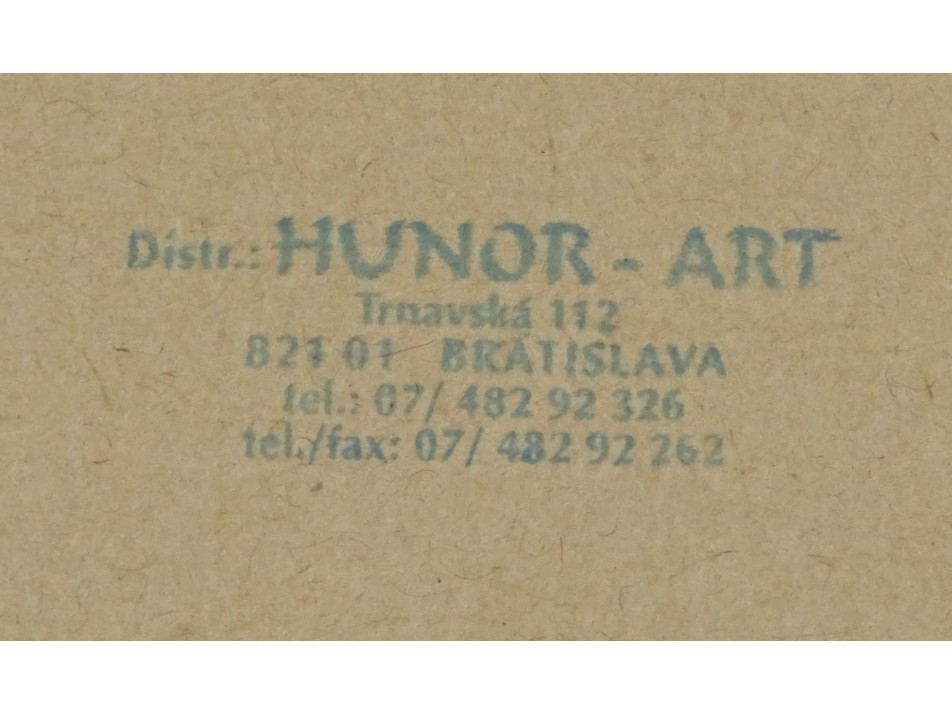 Distr.: HUNOR - ART
Trnavská 112
821 01 BRATISLAVA
tel.: 07/ 482 92 326
tel./fax: 07/ 482 92 262